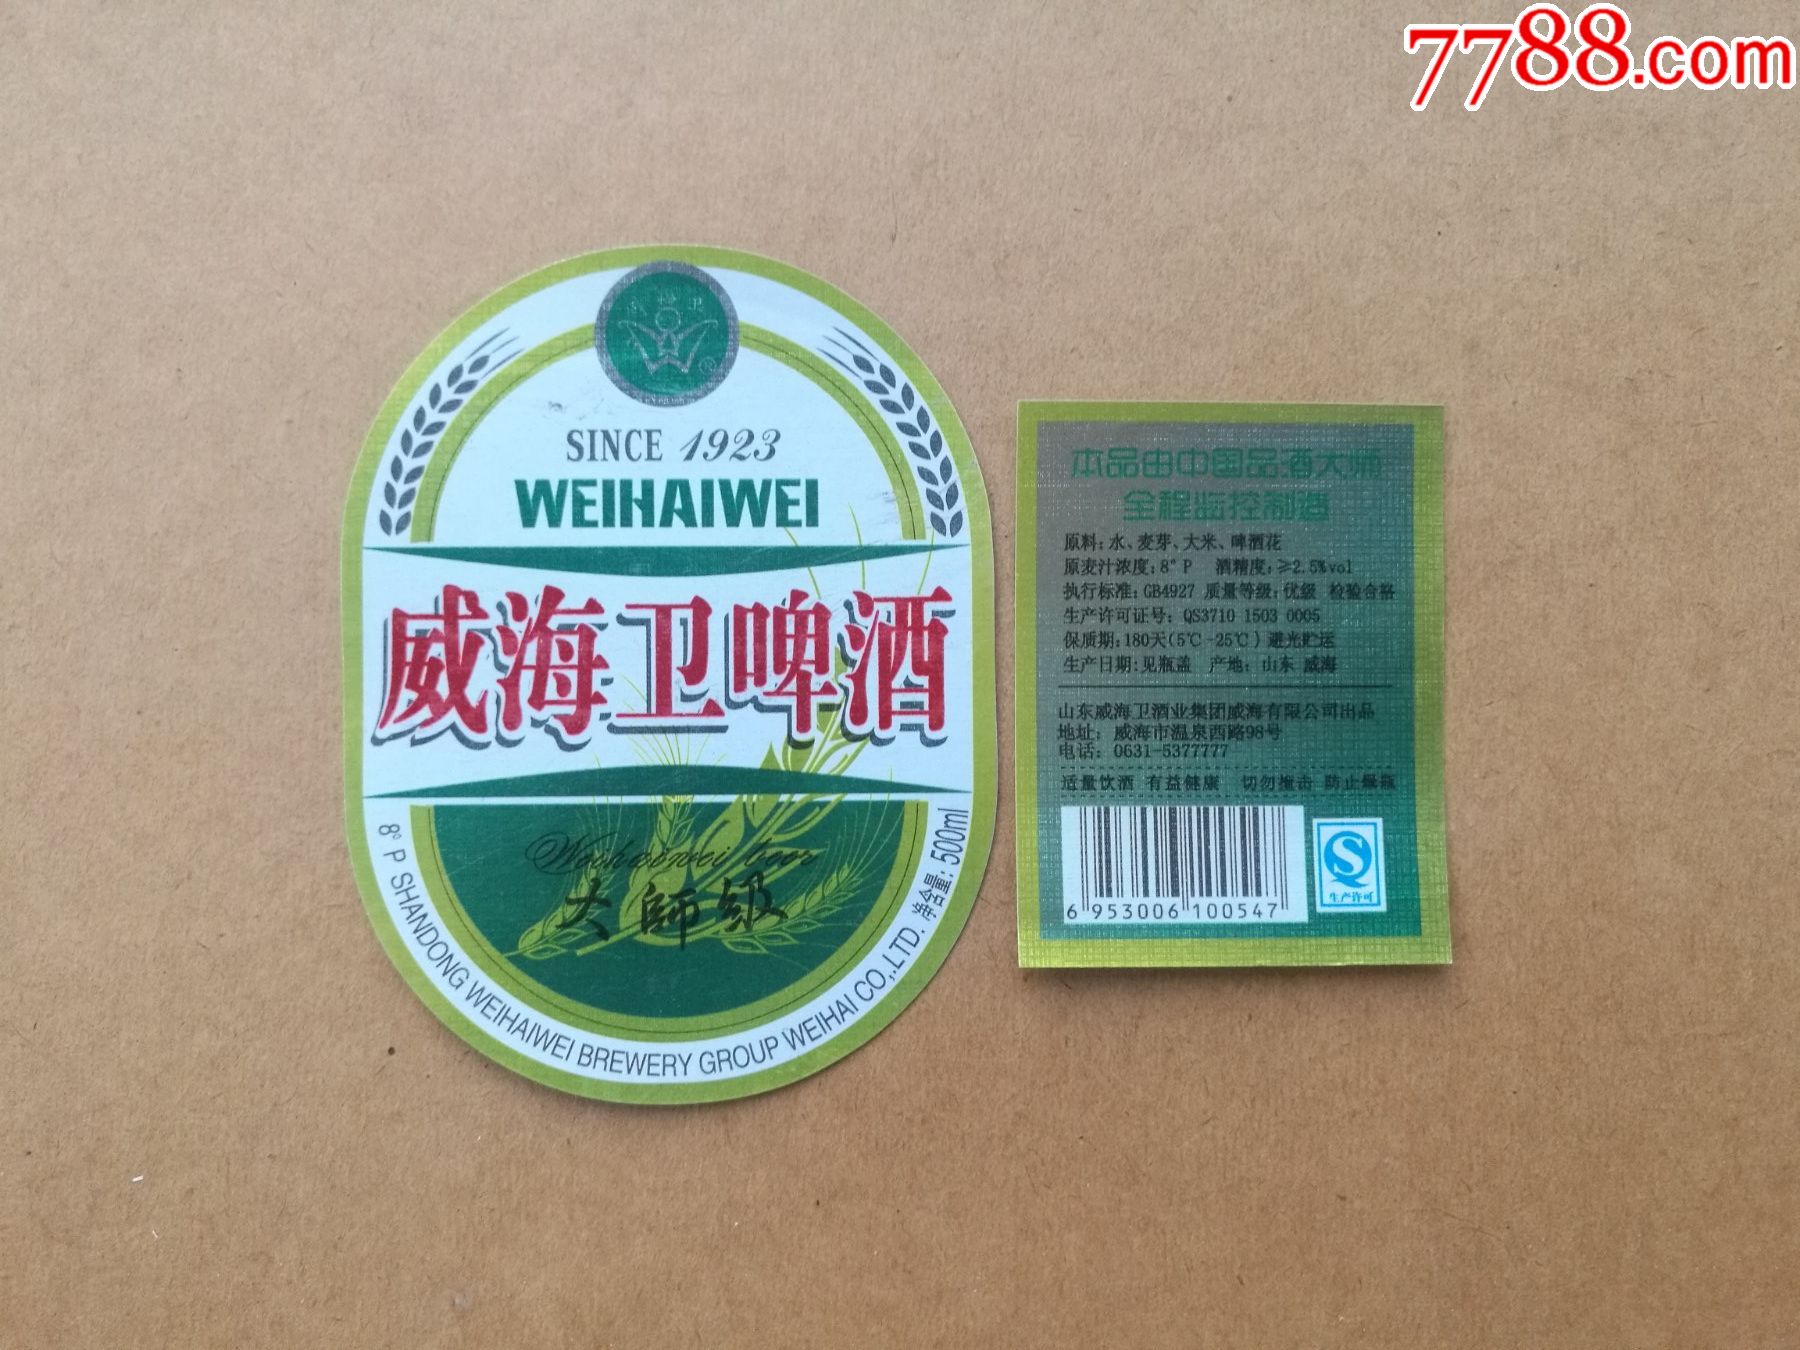 7788.com
威海卫
®
SINCE 1923
WEIHAIWEI
威海卫啤酒
Weihaiwei beer
大師級
8° P SHANDONG WEIHAIWEI BREWERY GROUP WEIHAI CO,.LTD. 净含量: 500ml
本品由中国品酒大师
全程监控制造
原料: 水、麦芽、大米、啤酒花
原麦汁浓度: 8° P 酒精度: ≥2.5%vol
执行标准: GB4927 质量等级: 优级 检验合格
生产许可证号: QS3710 1503 0005
保质期: 180天(5℃-25℃) 避光贮运
生产日期: 见瓶盖 产地: 山东 威海
山东威海卫酒业集团威海有限公司出品
地址: 威海市温泉西路98号
电话: 0631-5377777
适量饮酒 有益健康 切勿撞击 防止爆瓶
6 953006 100547
生产许可